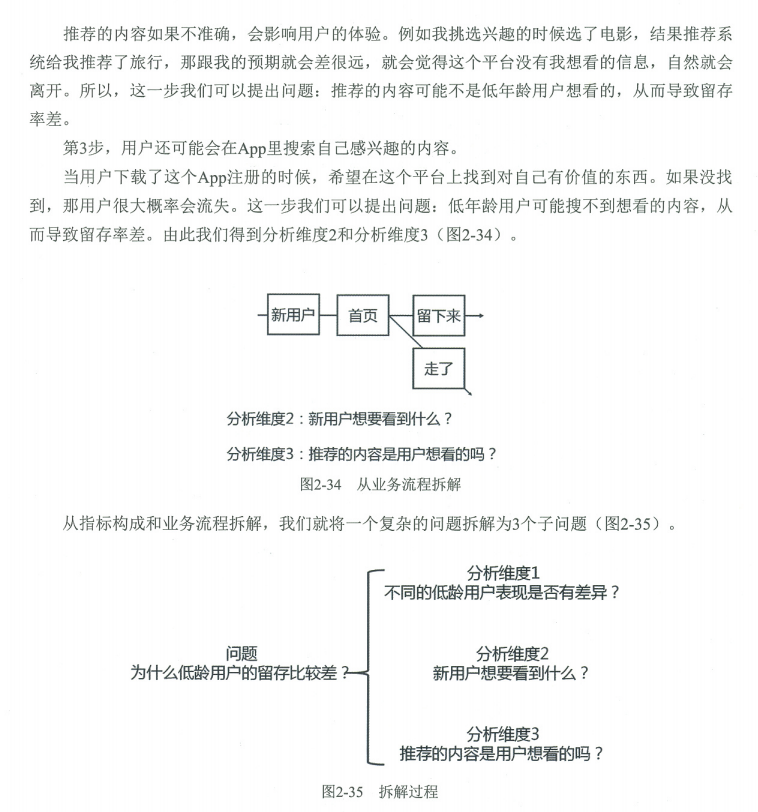 推荐的内容如果不准确，会影响用户的体验。例如我挑选兴趣的时候选了电影，结果推荐系
统给我推荐了旅行，那跟我的预期就会差很远，就会觉得这个平台没有我想看的信息，自然就会
离开。所以，这一步我们可以提出问题：推荐的内容可能不是低年龄用户想看的，从而导致留存
率差。
第3步，用户还可能会在App里搜索自己感兴趣的内容。
当用户下载了这个App注册的时候，希望在这个平台上找到对自己有价值的东西。如果没找
到，那用户很大概率会流失。这一步我们可以提出问题：低年龄用户可能搜不到想看的内容，从
而导致留存率差。由此我们得到分析维度2和分析维度3（图2-34）。
新用户 首页 留下来
走了
分析维度2：新用户想要看到什么？
分析维度3：推荐的内容是用户想看的吗？
图2-34 从业务流程拆解
从指标构成和业务流程拆解，我们就将一个复杂的问题拆解为3个子问题（图2-35）。
分析维度1
不同的低龄用户表现是否有差异？
问题
为什么低龄用户的留存比较差？
分析维度2
新用户想要看到什么？
分析维度3
推荐的内容是用户想看的吗？
图2-35 拆解过程